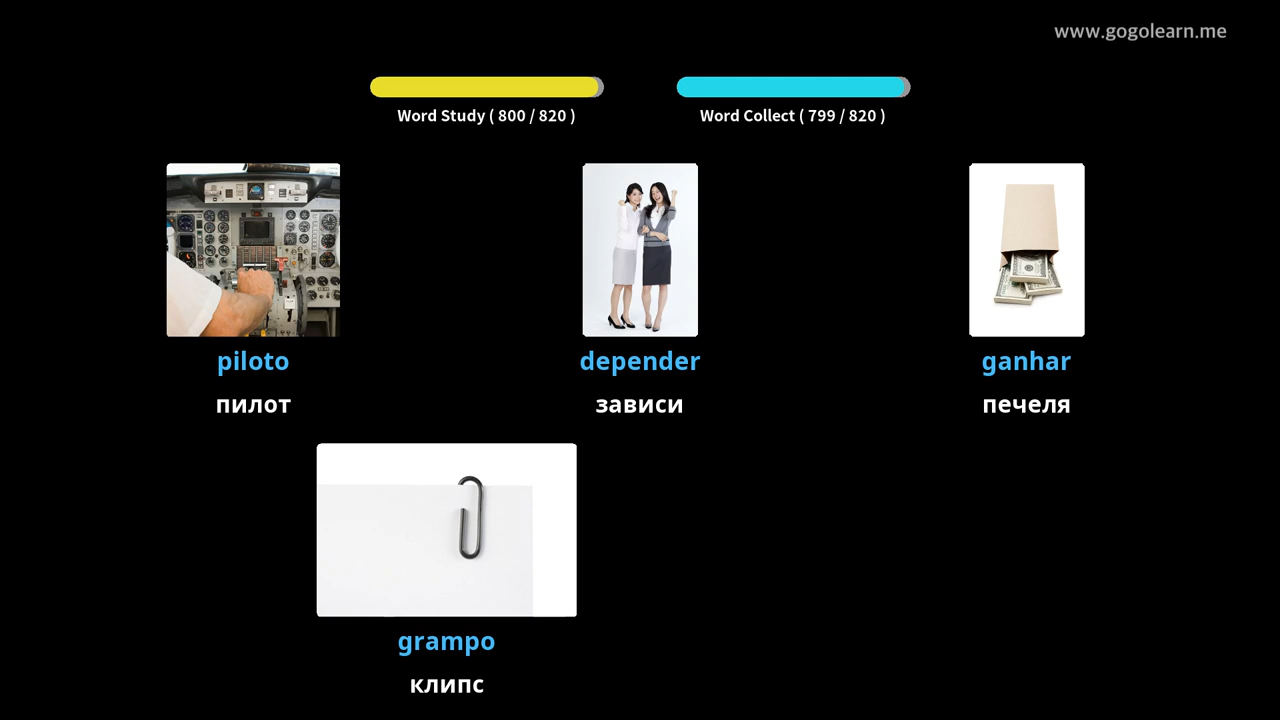 www.gogolearn.me
Word Study ( 800 / 820 )
Word Collect ( 799 / 820 )
piloto
depender
ganhar
пилот
зависи
печеля
grampo
клипс